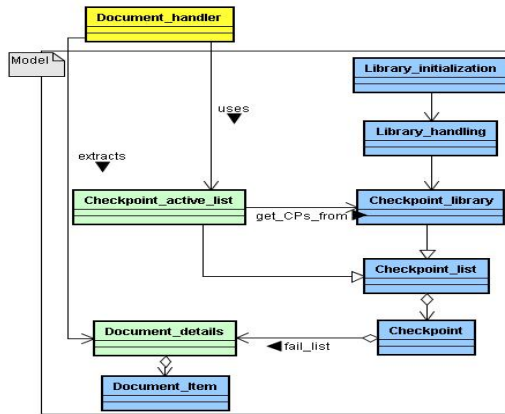 Document_handler
Model
Library_initialization
uses
Library_handling
extracts
Checkpoint_active_list
Checkpoint_library
get_CPs_from
Checkpoint_list
Document_details
Checkpoint
fail_list
Document_Item